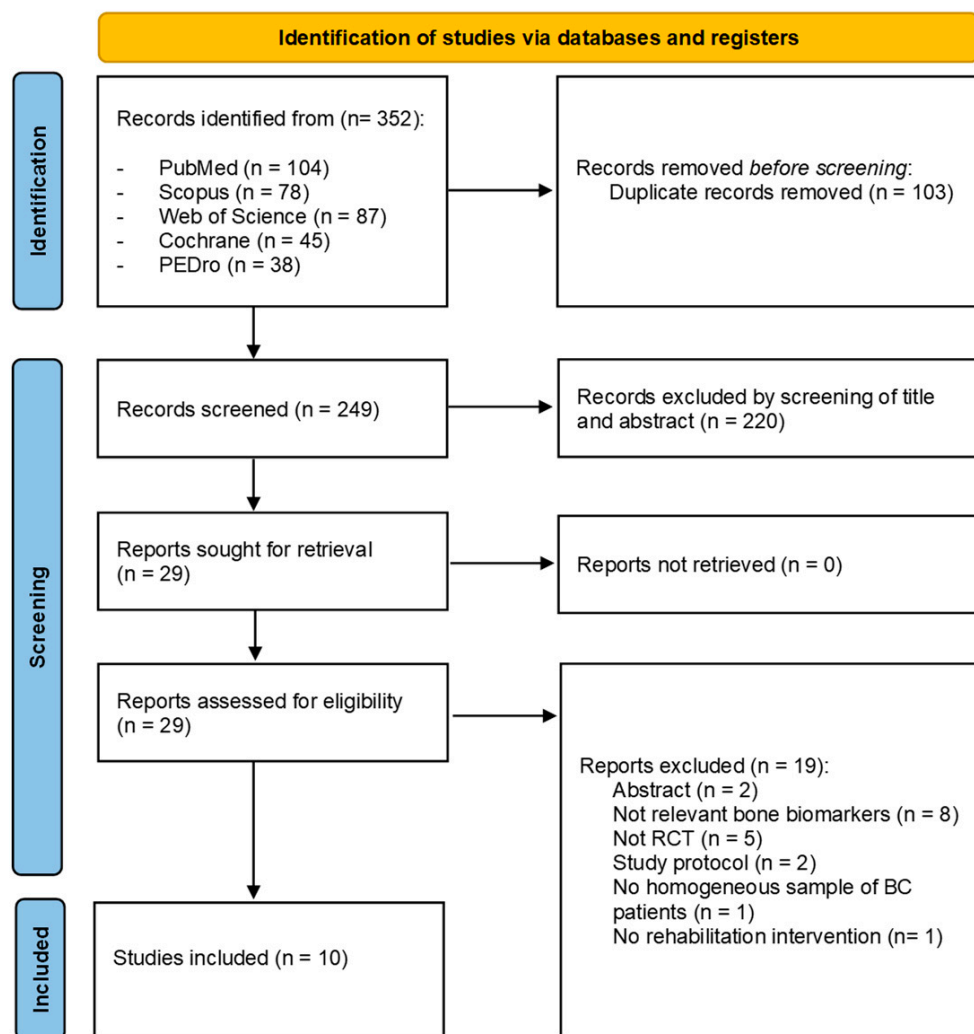 Identification of studies via databases and registers
Identification
Records identified from (n= 352):
- PubMed (n = 104)
- Scopus (n = 78)
- Web of Science (n = 87)
- Cochrane (n = 45)
- PEDro (n = 38)
Records removed before screening:
Duplicate records removed (n = 103)
Screening
Records screened (n = 249)
Records excluded by screening of title
and abstract (n = 220)
Reports sought for retrieval
(n = 29)
Reports not retrieved (n = 0)
Reports assessed for eligibility
(n = 29)
Reports excluded (n = 19):
Abstract (n = 2)
Not relevant bone biomarkers (n = 8)
Not RCT (n = 5)
Study protocol (n = 2)
No homogeneous sample of BC
patients (n = 1)
No rehabilitation intervention (n= 1)
Included
Studies included (n = 10)